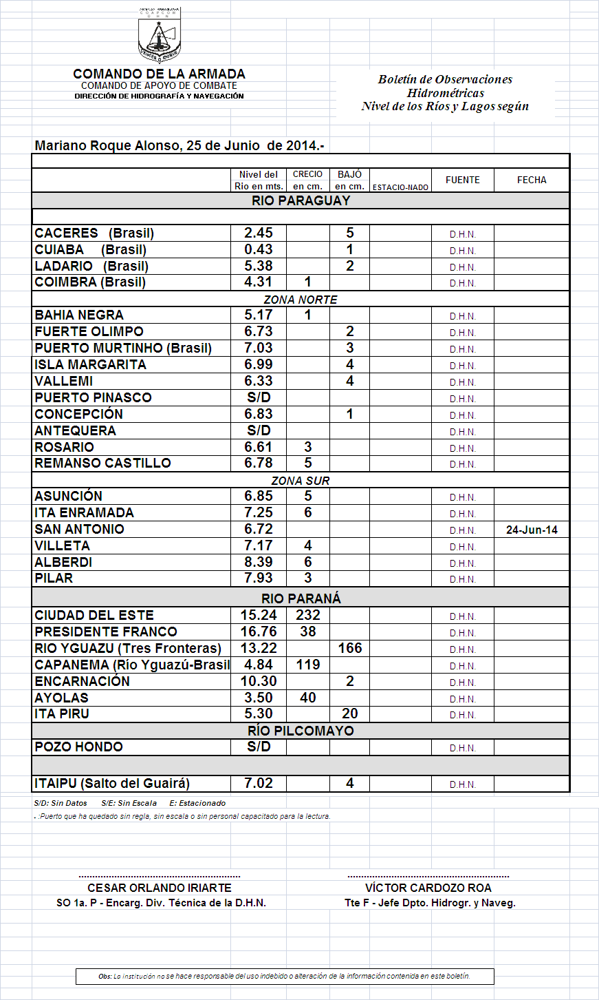 ARMADA PARAGUAYA
COAPCOM
D H N
VENCER O MORIR
COMANDO DE LA ARMADA
COMANDO DE APOYO DE COMBATE
DIRECCIÓN DE HIDROGRAFÍA Y NAVEGACIÓN
Boletín de Observaciones
Hidrométricas
Nivel de los Ríos y Lagos según
Mariano Roque Alonso, 25 de Junio de 2014.-
Nivel del Rio en mts. CRECIO en cm. BAJÓ en cm. ESTACIO-NADO FUENTE FECHA
RIO PARAGUAY
CACERES (Brasil) 2.45 5 D.H.N.
CUIABA (Brasil) 0.43 1 D.H.N.
LADARIO (Brasil) 5.38 2 D.H.N.
COIMBRA (Brasil) 4.31 1 D.H.N.
ZONA NORTE
BAHIA NEGRA 5.17 1 D.H.N.
FUERTE OLIMPO 6.73 2 D.H.N.
PUERTO MURTINHO (Brasil) 7.03 3 D.H.N.
ISLA MARGARITA 6.99 4 D.H.N.
VALLEMI 6.33 4 D.H.N.
PUERTO PINASCO S/D D.H.N.
CONCEPCIÓN 6.83 1 D.H.N.
ANTEQUERA S/D D.H.N.
ROSARIO 6.61 3 D.H.N.
REMANSO CASTILLO 6.78 5 D.H.N.
ZONA SUR
ASUNCIÓN 6.85 5 D.H.N.
ITA ENRAMADA 7.25 6 D.H.N.
SAN ANTONIO 6.72 D.H.N. 24-Jun-14
VILLETA 7.17 4 D.H.N.
ALBERDI 8.39 6 D.H.N.
PILAR 7.93 3 D.H.N.
RIO PARANÁ
CIUDAD DEL ESTE 15.24 232 D.H.N.
PRESIDENTE FRANCO 16.76 38 D.H.N.
RIO YGUAZU (Tres Fronteras) 13.22 166 D.H.N.
CAPANEMA (Río Yguazú-Brasil 4.84 119 D.H.N.
ENCARNACIÓN 10.30 2 D.H.N.
AYOLAS 3.50 40 D.H.N.
ITA PIRU 5.30 20 D.H.N.
RÍO PILCOMAYO
POZO HONDO S/D D.H.N.
ITAIPU (Salto del Guairá) 7.02 4 D.H.N.
S/D: Sin Datos S/E: Sin Escala E: Estacionado
- :Puerto que ha quedado sin regla, sin escala o sin personal capacitado para la lectura.
CESAR ORLANDO IRIARTE
SO 1a. P - Encarg. Div. Técnica de la D.H.N.
VÍCTOR CARDOZO ROA
Tte F - Jefe Dpto. Hidrogr. y Naveg.
Obs: La institución no se hace responsable del uso indebido o alteración de la información contenida en este boletín.